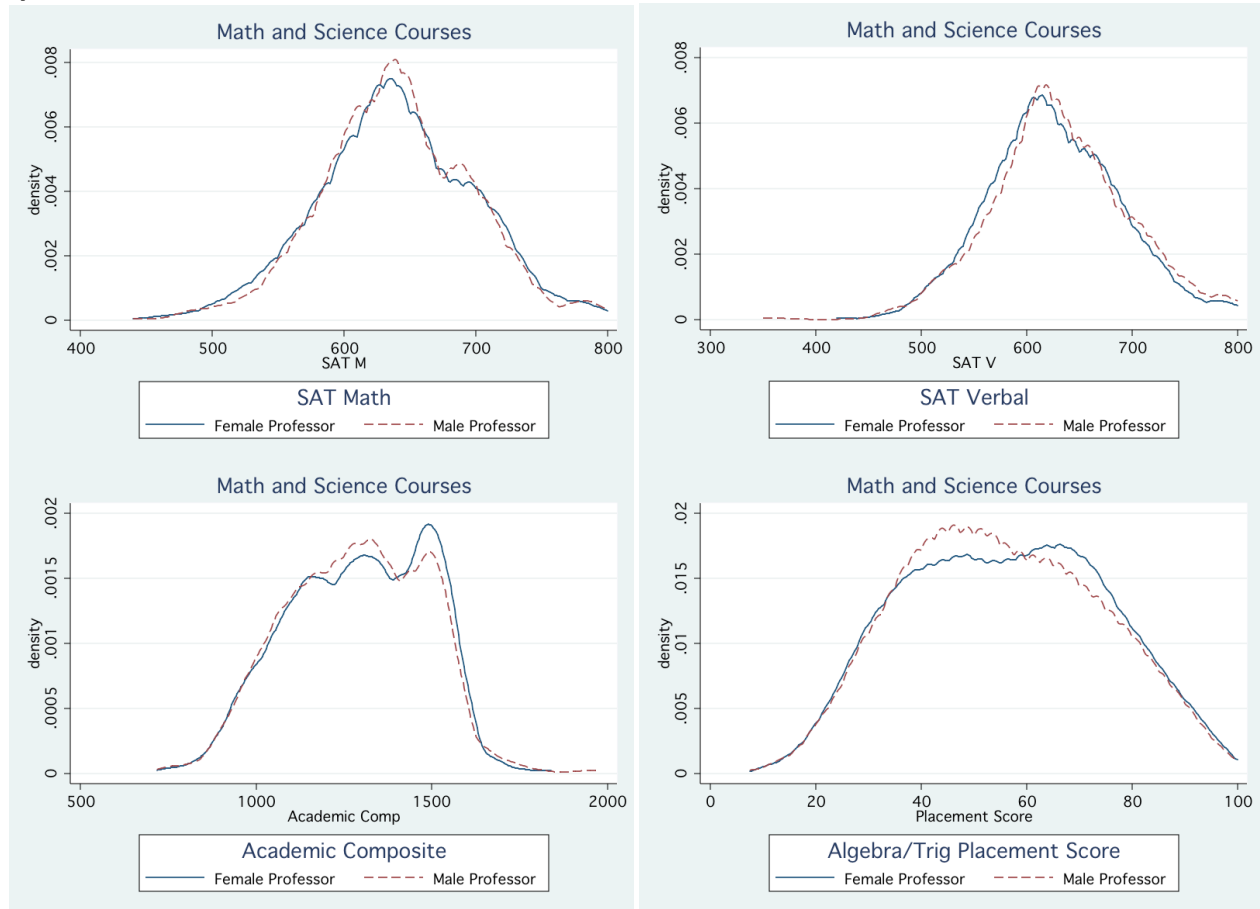 Math and Science Courses
density
0 .002 .004 .006 .008
400 500 600 700 800
SAT M
SAT Math
Female Professor Male Professor
Math and Science Courses
density
0 .002 .004 .006 .008
300 400 500 600 700 800
SAT V
SAT Verbal
Female Professor Male Professor
Math and Science Courses
density
0 .0005 .001 .0015 .002
500 1000 1500 2000
Academic Comp
Academic Composite
Female Professor Male Professor
Math and Science Courses
density
0 .005 .01 .015 .02
0 20 40 60 80 100
Placement Score
Algebra/Trig Placement Score
Female Professor Male Professor